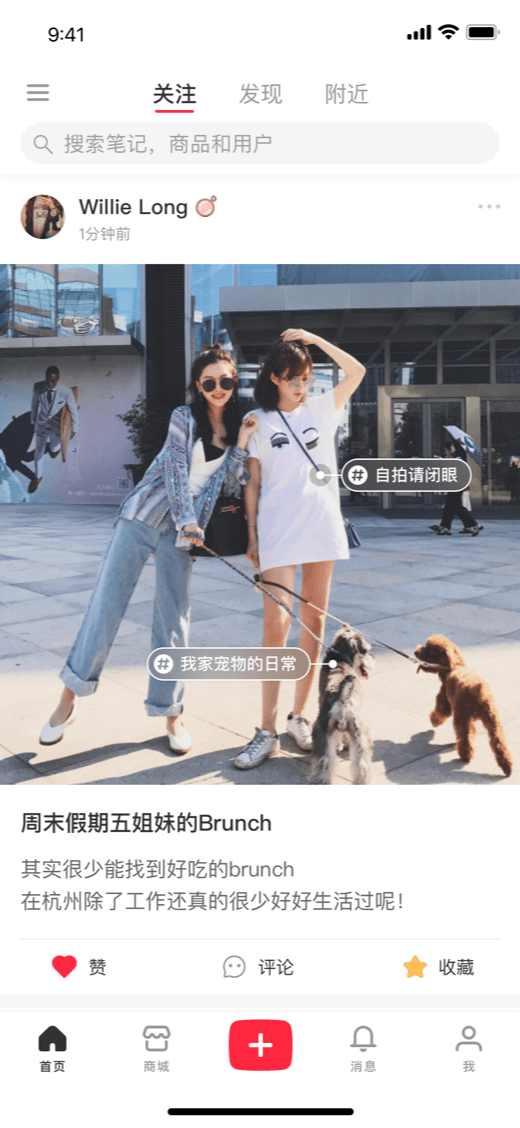 9:41
关注 发现 附近
搜索笔记，商品和用户
Willie Long
1分钟前
自拍请闭眼
我家宠物的日常
周末假期五姐妹的Brunch
其实很少能找到好吃的brunch
在杭州除了工作还真的很少好好生活过呢！
赞 评论 收藏
首页 商城 消息 我